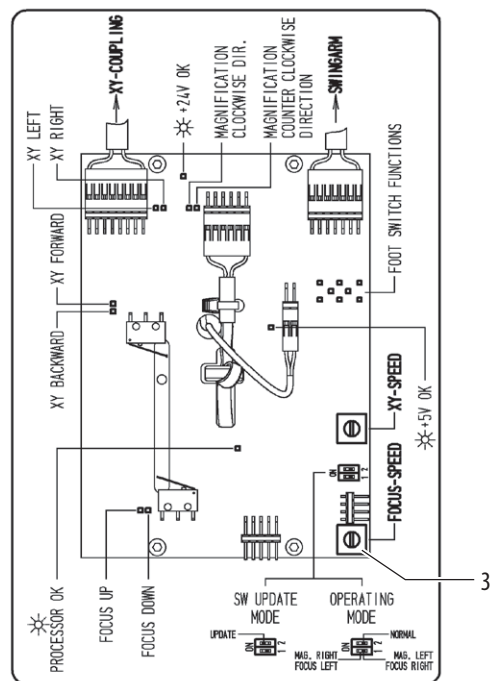 XY-COUPLING
+24V OK
MAGNIFICATION
CLOCKWISE DIR.
MAGNIFICATION
COUNTER CLOCKWISE
DIRECTION
SWINGARM
XY LEFT
XY RIGHT
XY FORWARD
XY BACKWARD
FOOT SWITCH FUNCTIONS
+5V OK
XY-SPEED
ON
1 2
FOCUS-SPEED
3
PROCESSOR OK
FOCUS UP
FOCUS DOWN
SW UPDATE
MODE
OPERATING
MODE
UPDATE
ON
1 2
NORMAL
ON
1 2
MAG. RIGHT
FOCUS LEFT
MAG. LEFT
FOCUS RIGHT